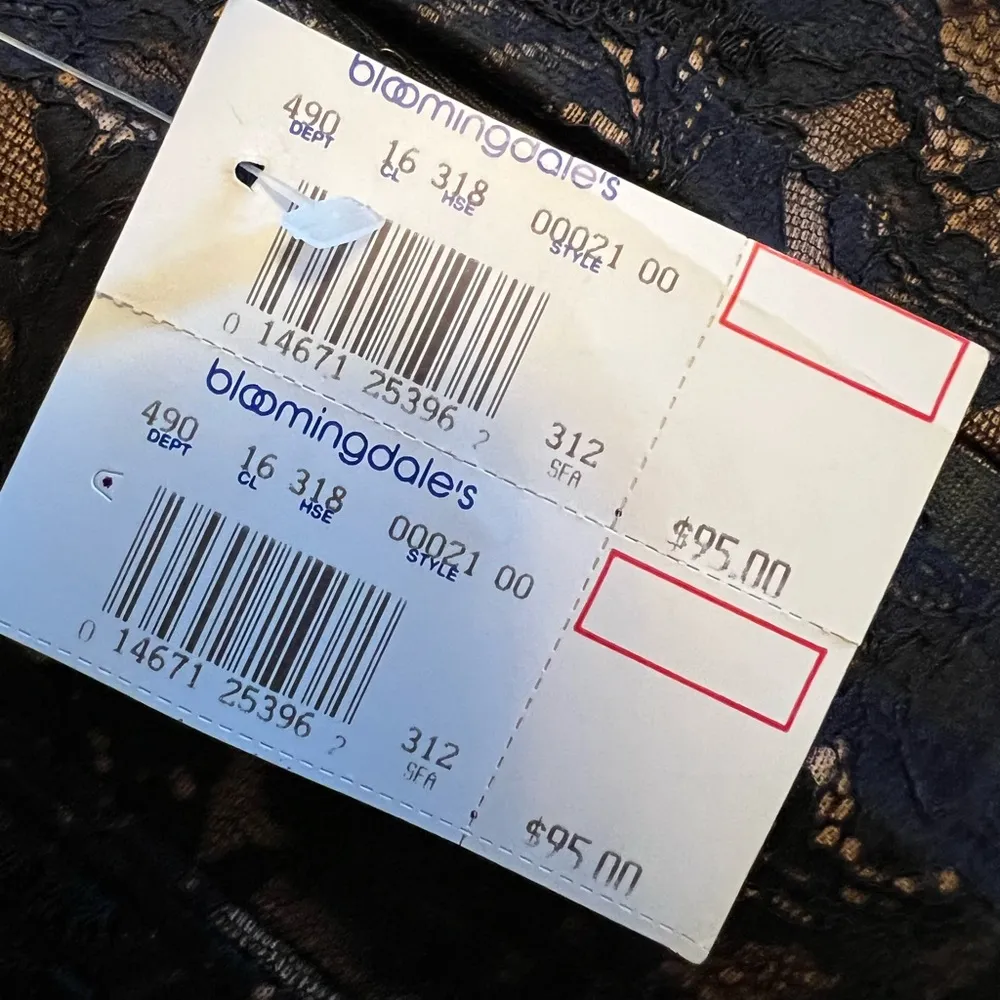 bloomingdale's
490 16 318 00021 00
DEPT CL HSE STYLE
0 14671 25396 2
312
SFA
$95.00
bloomingdale's
490 16 318 00021 00
DEPT CL HSE STYLE
0 14671 25396 2
312
SFA
$95.00